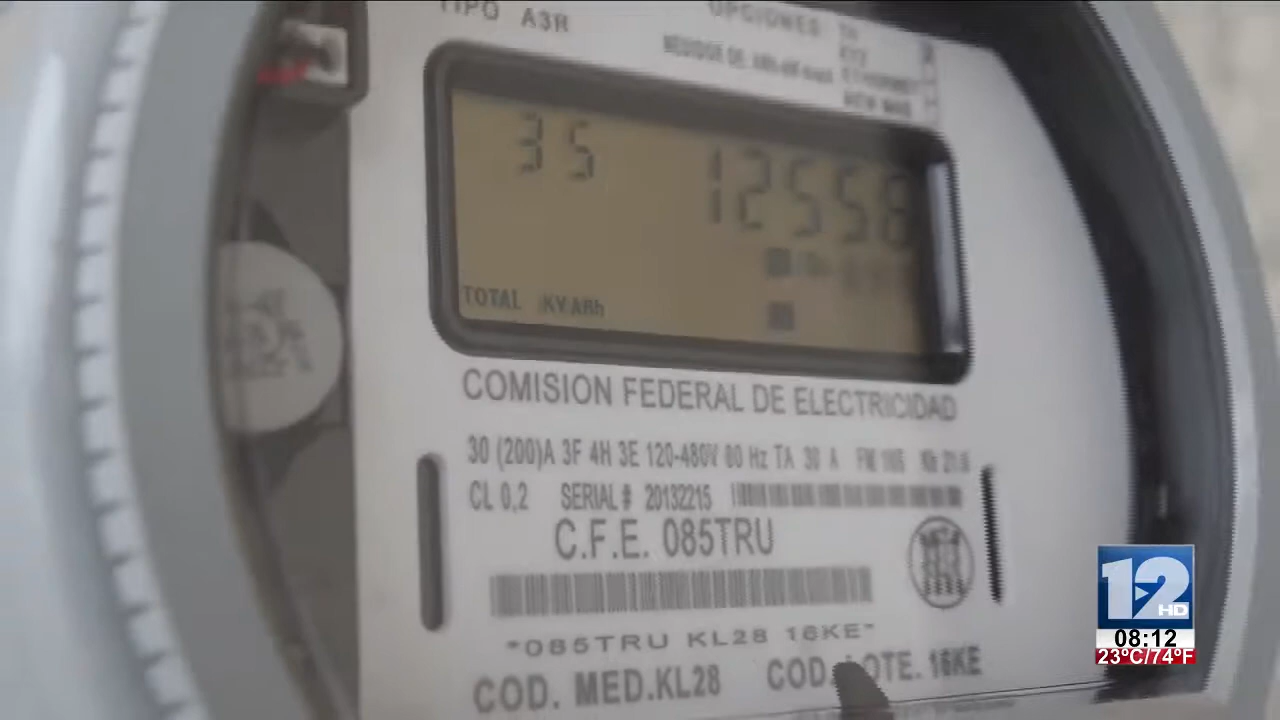 TIPO A3R
OPCIONES:
35 12558
TOTAL KVARh
COMISION FEDERAL DE ELECTRICIDAD
30 (200)A 3F 4H 3E 120-480V 60 Hz TA 30 A
CL 0,2 SERIAL# 20132215
C.F.E. 085TRU
*085TRU KL28 16KE*
COD. MED.KL28 COD. LOTE. 16KE
12
HD
08:12
23ºC/74ºF